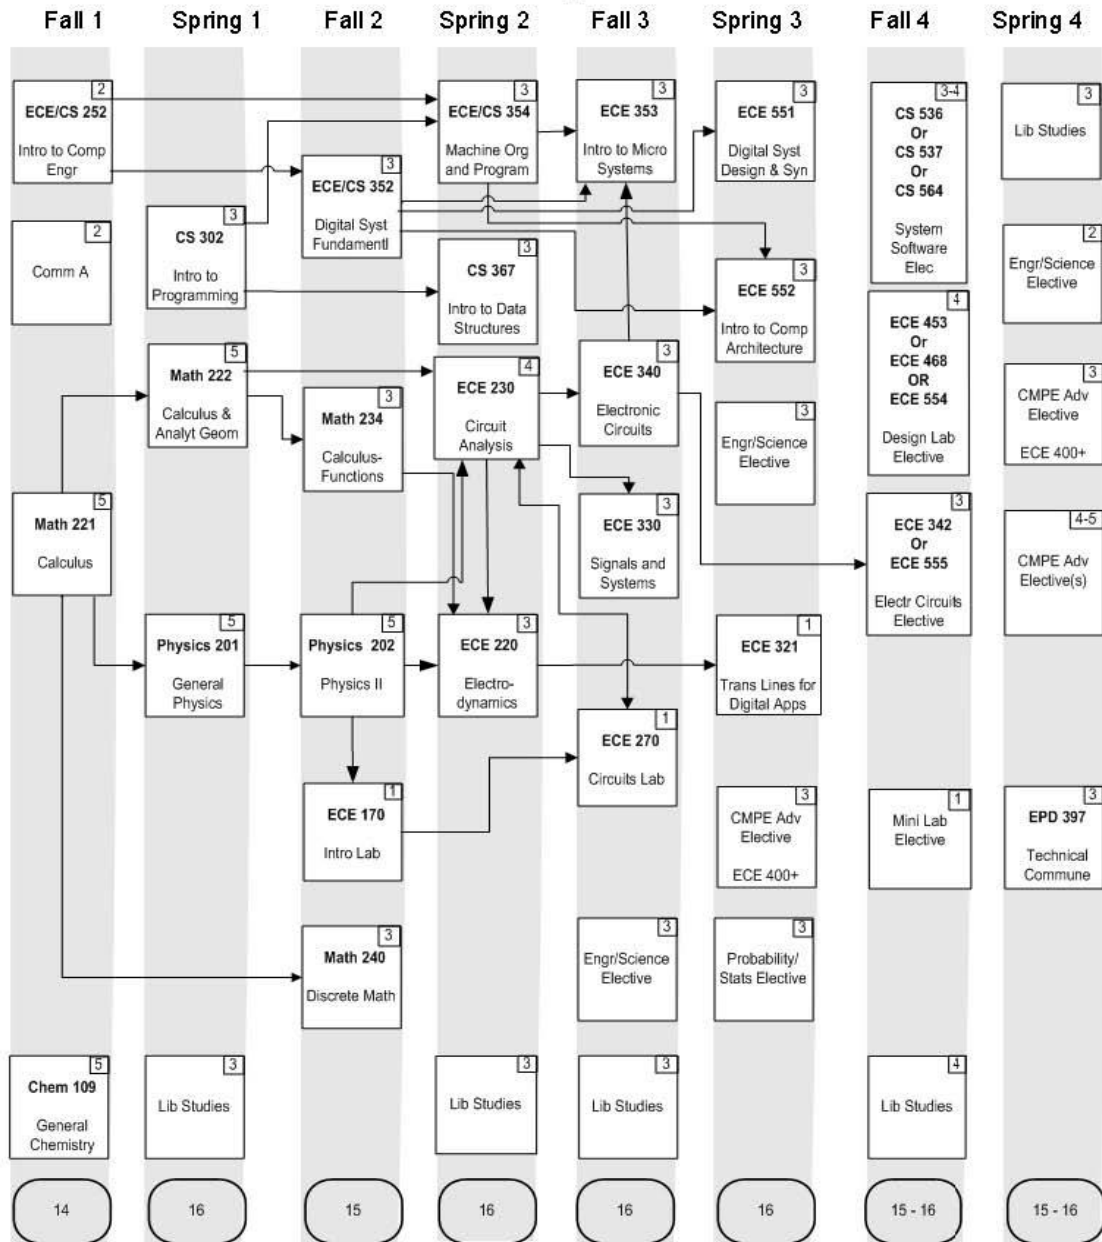 Fall 1
Spring 1
Fall 2
Spring 2
Fall 3
Spring 3
Fall 4
Spring 4
2
ECE/CS 252
Intro to Comp
Engr
2
Comm A
5
Math 221
Calculus
5
Chem 109
General
Chemistry
14
3
CS 302
Intro to
Programming
5
Math 222
Calculus &
Analyt Geom
5
Physics 201
General
Physics
3
Lib Studies
16
3
ECE/CS 352
Digital Syst
Fundamentl
3
Math 234
Calculus-
Functions
5
Physics 202
Physics II
1
ECE 170
Intro Lab
3
Math 240
Discrete Math
15
3
ECE/CS 354
Machine Org
and Program
3
CS 367
Intro to Data
Structures
4
ECE 230
Circuit
Analysis
3
ECE 220
Electro-
dynamics
3
Lib Studies
16
3
ECE 353
Intro to Micro
Systems
3
ECE 340
Electronic
Circuits
3
ECE 330
Signals and
Systems
1
ECE 270
Circuits Lab
3
Engr/Science
Elective
3
Lib Studies
16
3
ECE 551
Digital Syst
Design & Syn
3
ECE 552
Intro to Comp
Architecture
3
Engr/Science
Elective
1
ECE 321
Trans Lines for
Digital Apps
3
CMPE Adv
Elective
ECE 400+
3
Probability/
Stats Elective
16
3-4
CS 536
Or
CS 537
Or
CS 564
System
Software
Elec
4
ECE 453
Or
ECE 468
OR
ECE 554
Design Lab
Elective
3
ECE 342
Or
ECE 555
Electr Circuits
Elective
1
Mini Lab
Elective
4
Lib Studies
15 - 16
3
Lib Studies
2
Engr/Science
Elective
3
CMPE Adv
Elective
ECE 400+
4-5
CMPE Adv
Elective(s)
3
EPD 397
Technical
Commune
15 - 16